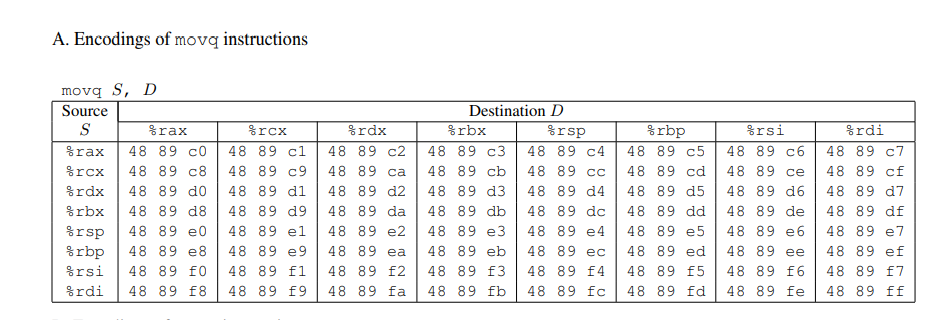 A. Encodings of movq instructions
movq S, D
Source Destination D
S %rax %rcx %rdx %rbx %rsp %rbp %rsi %rdi
%rax 48 89 c0 48 89 c1 48 89 c2 48 89 c3 48 89 c4 48 89 c5 48 89 c6 48 89 c7
%rcx 48 89 c8 48 89 c9 48 89 ca 48 89 cb 48 89 cc 48 89 cd 48 89 ce 48 89 cf
%rdx 48 89 d0 48 89 d1 48 89 d2 48 89 d3 48 89 d4 48 89 d5 48 89 d6 48 89 d7
%rbx 48 89 d8 48 89 d9 48 89 da 48 89 db 48 89 dc 48 89 dd 48 89 de 48 89 df
%rsp 48 89 e0 48 89 e1 48 89 e2 48 89 e3 48 89 e4 48 89 e5 48 89 e6 48 89 e7
%rbp 48 89 e8 48 89 e9 48 89 ea 48 89 eb 48 89 ec 48 89 ed 48 89 ee 48 89 ef
%rsi 48 89 f0 48 89 f1 48 89 f2 48 89 f3 48 89 f4 48 89 f5 48 89 f6 48 89 f7
%rdi 48 89 f8 48 89 f9 48 89 fa 48 89 fb 48 89 fc 48 89 fd 48 89 fe 48 89 ff